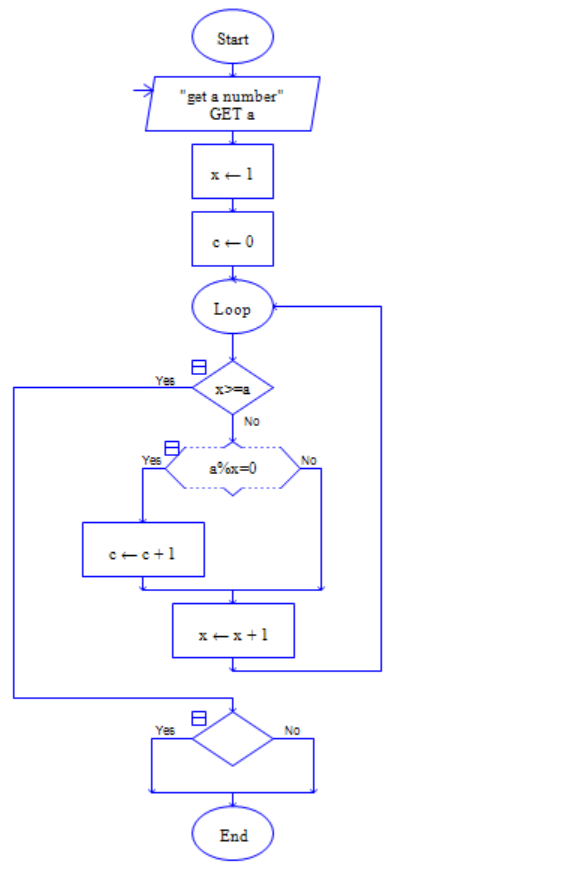 Start
"get a number"
GET a
x ← 1
c ← 0
Loop
Yes
x>=a
No
Yes
a%x=0
No
c ← c + 1
x ← x + 1
Yes
No
End